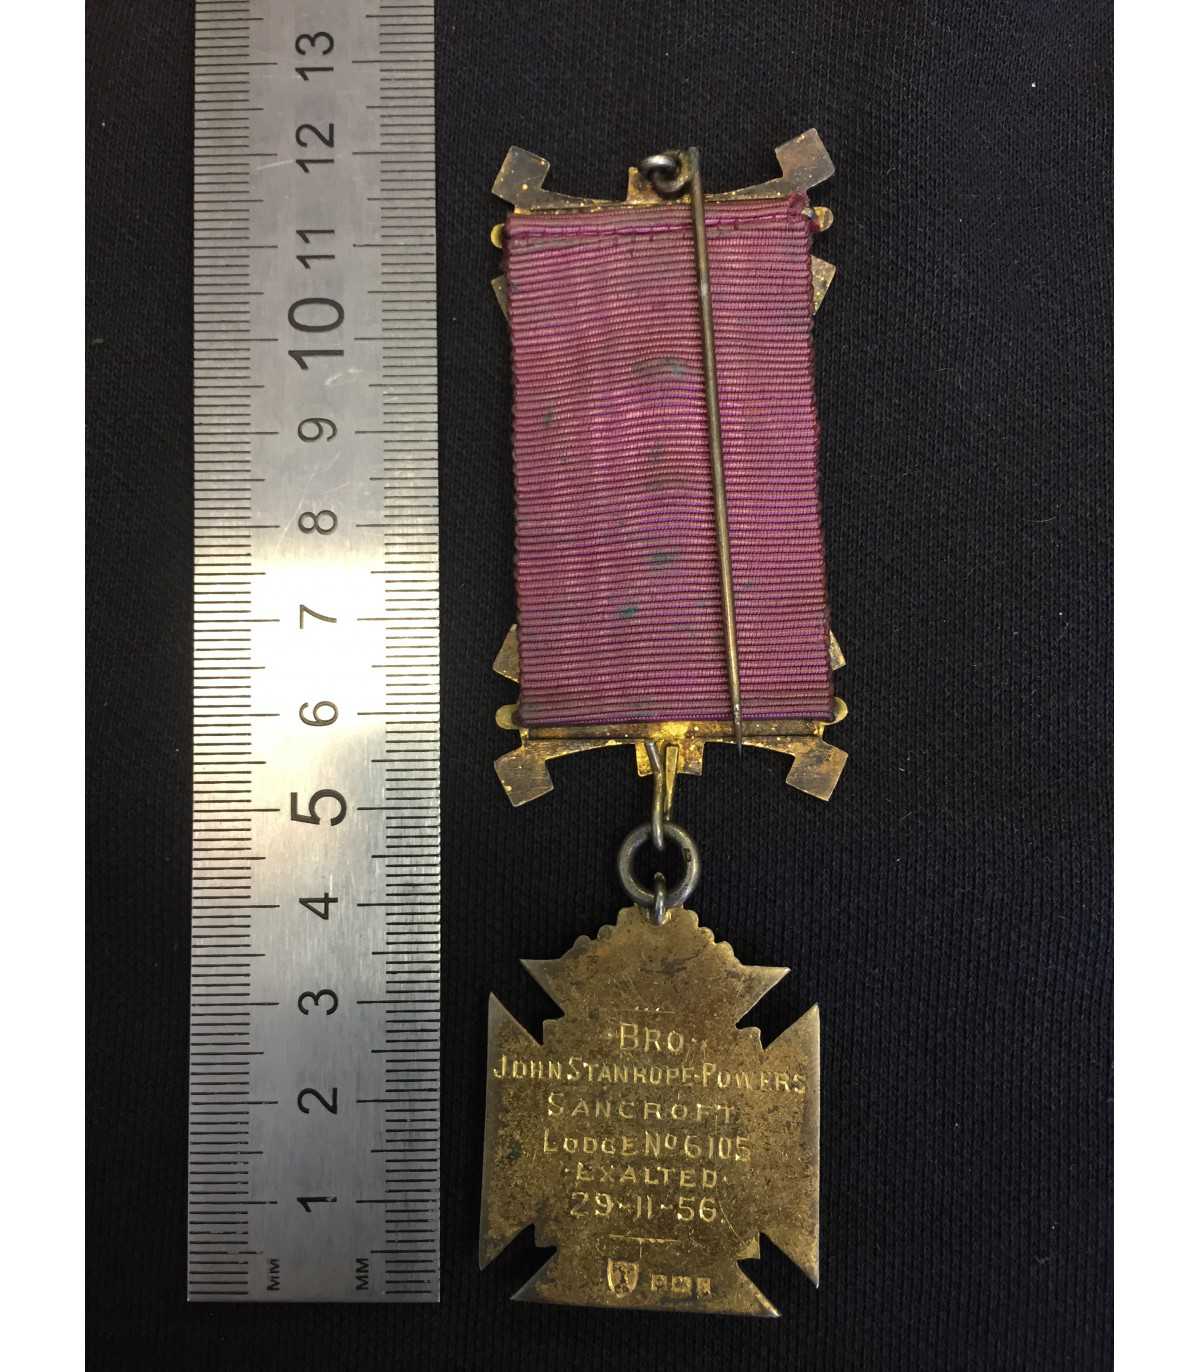 13
12
11
10
9
8
7
6
5
4
3
2
1
MM MM
·BRO·
JOHN STANHOPE·POWERS
SANCROFT
LODGE No 6105
·EXALTED·
29-11-56.